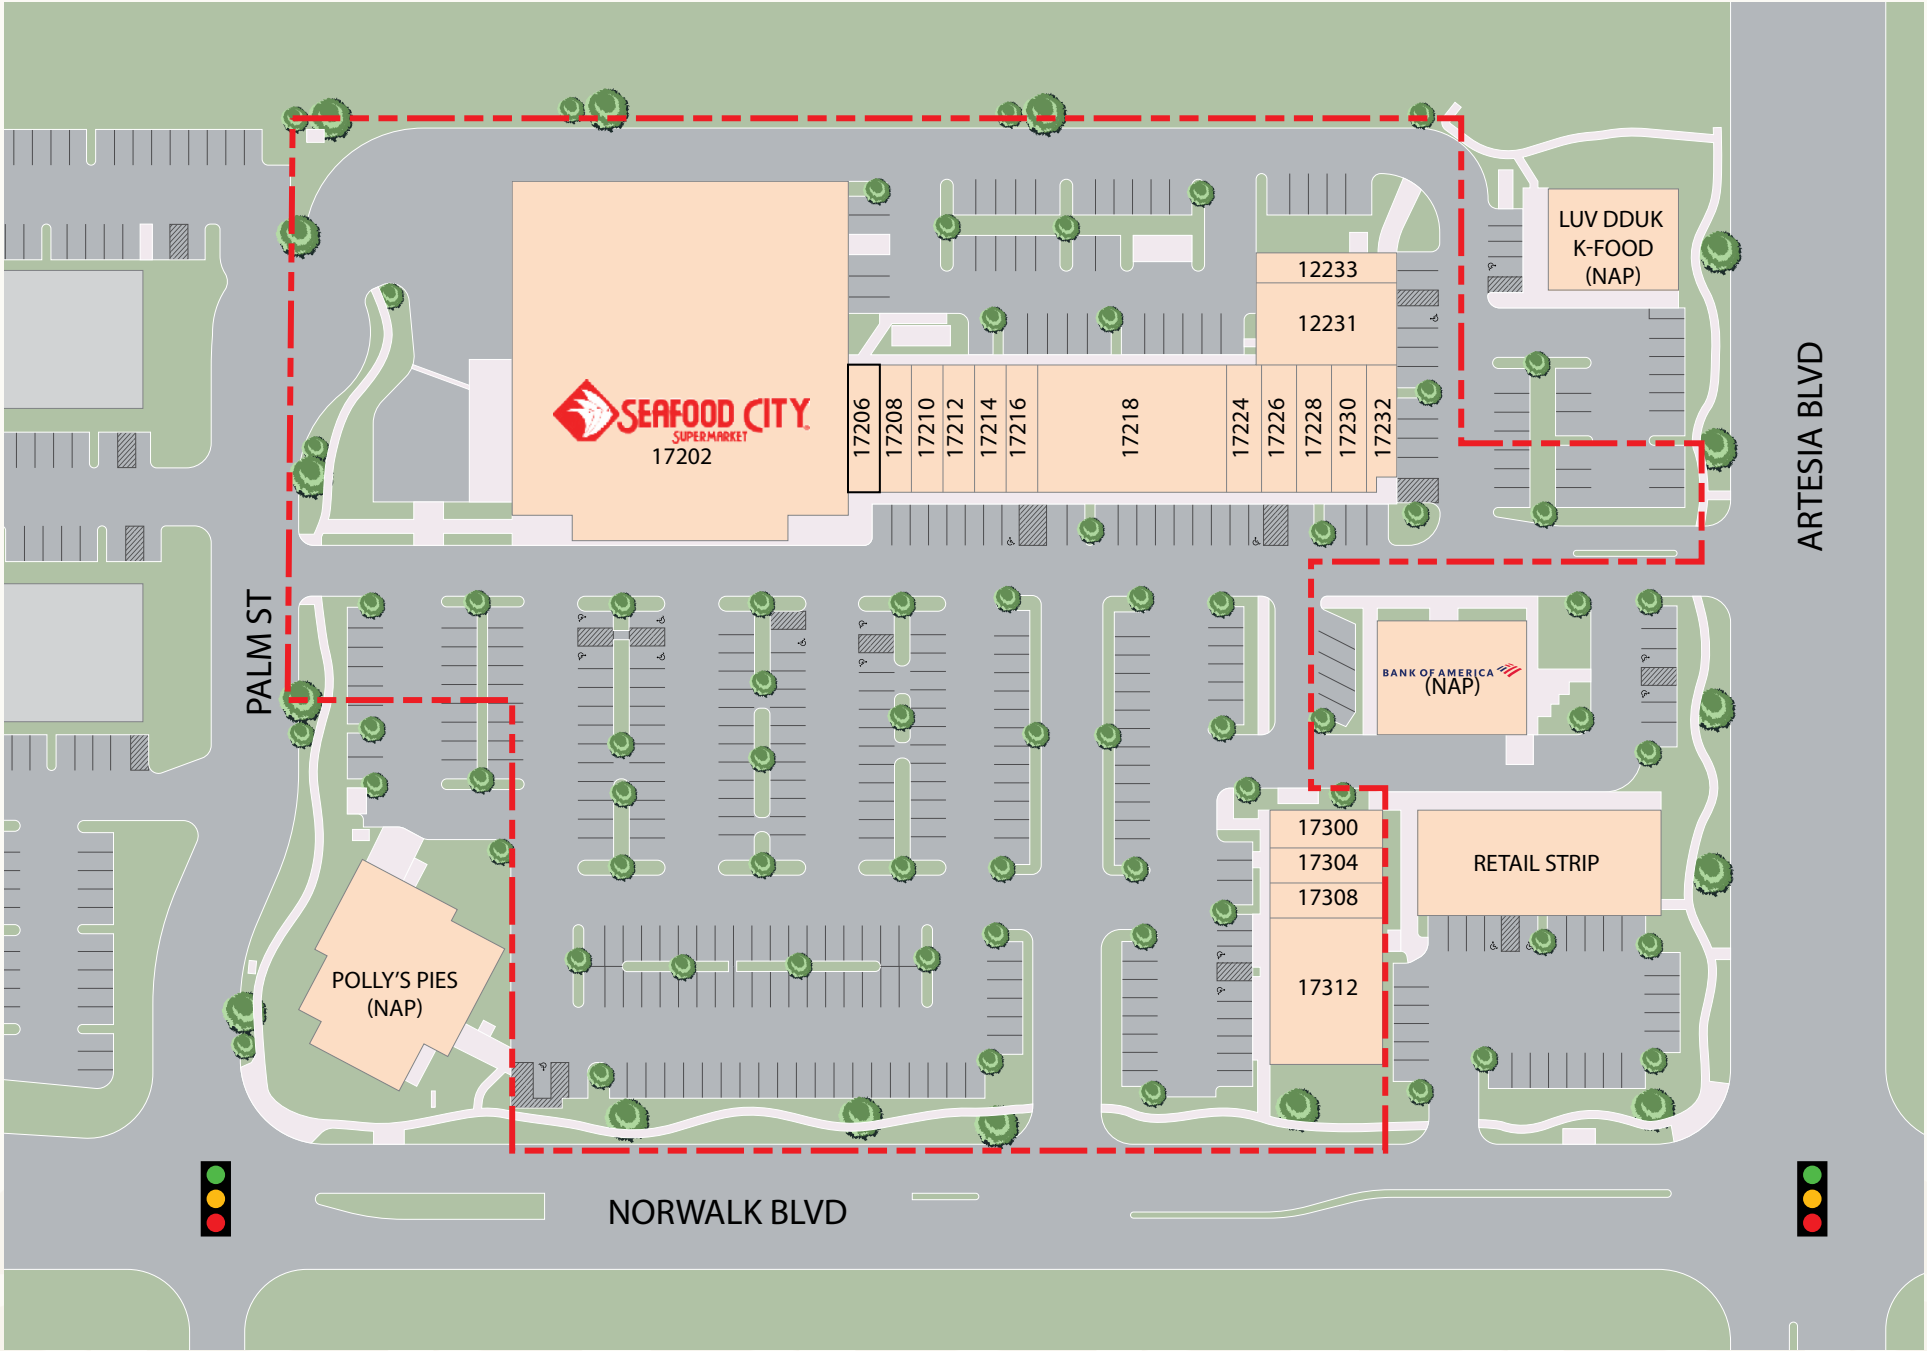 LUV DDUK
K-FOOD
(NAP)
12233
12231
ARTESIA BLVD
SEAFOOD CITY
SUPERMARKET
17202
17206
17208
17210
17212
17214
17216
17218
17224
17226
17228
17230
17232
PALM ST
BANK OF AMERICA
(NAP)
17300
17304
17308
17312
RETAIL STRIP
POLLY'S PIES
(NAP)
NORWALK BLVD